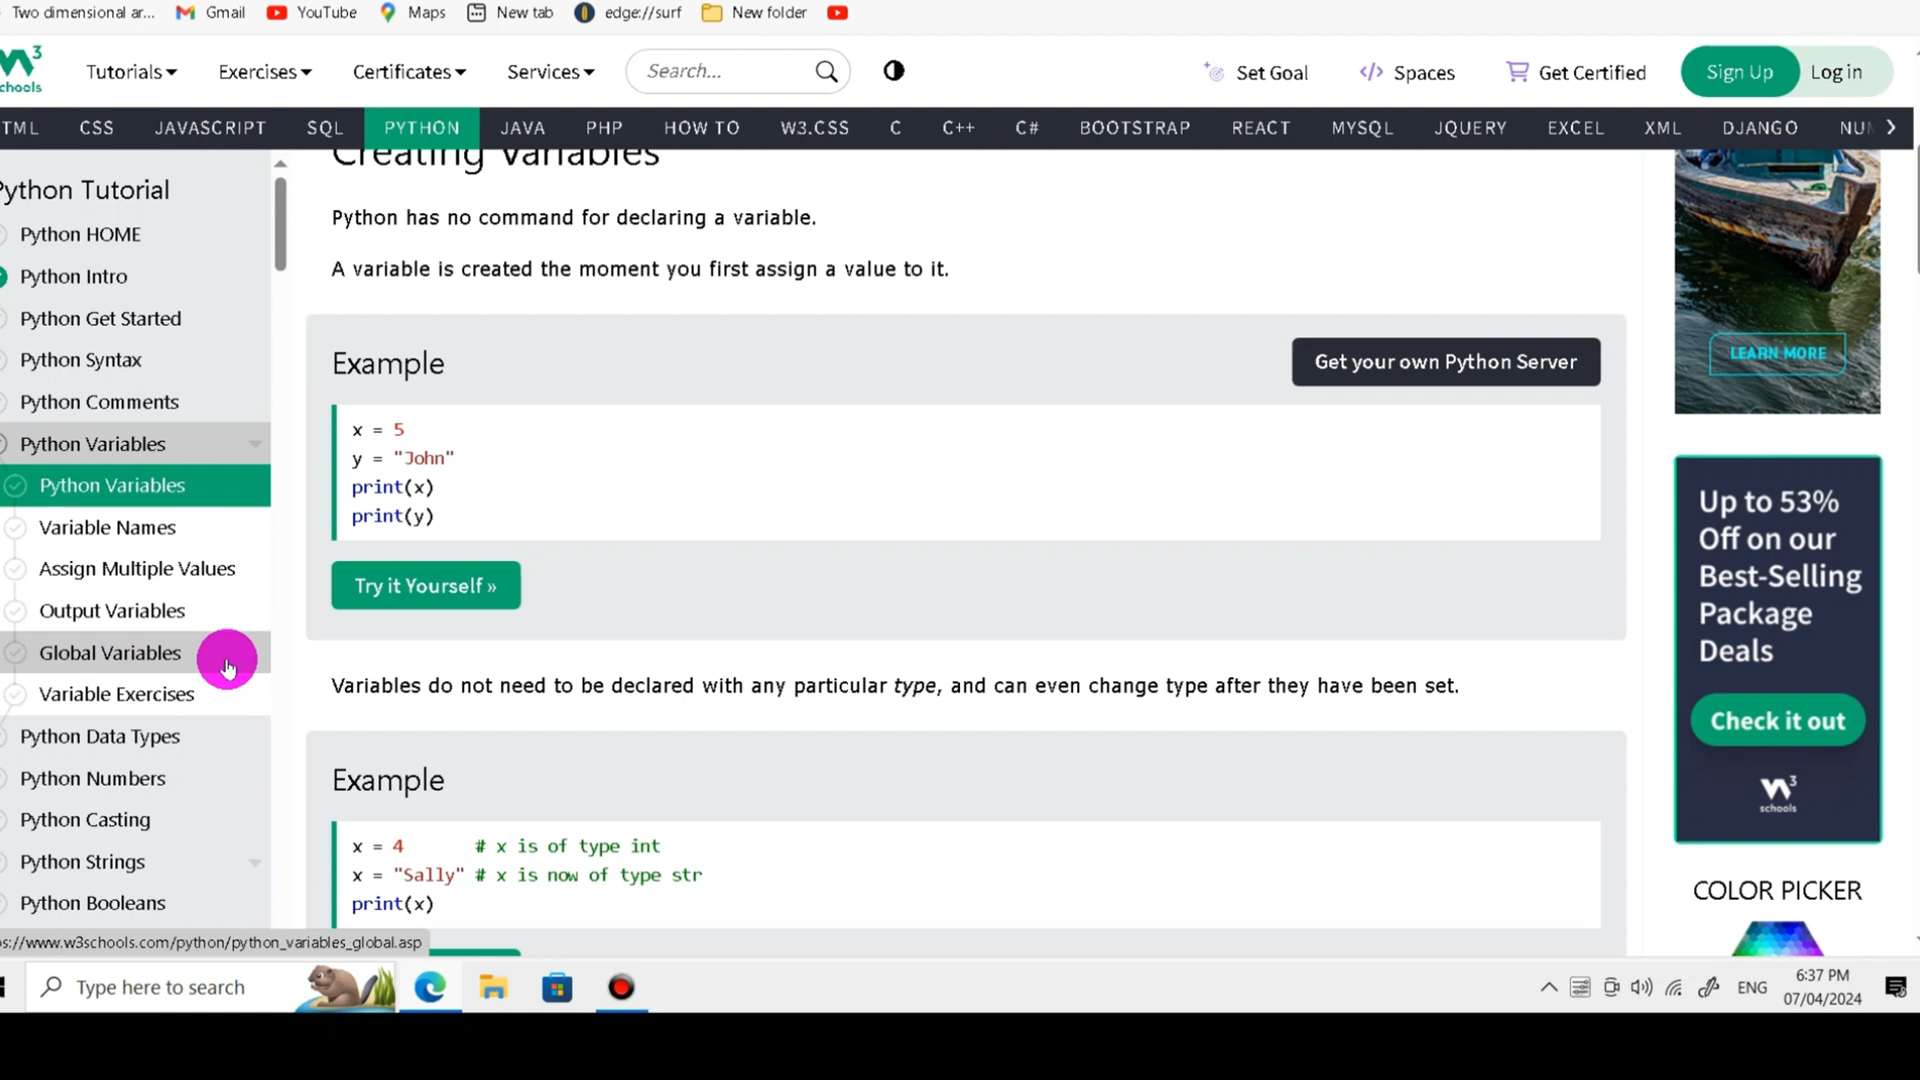 Two dimensional ar...
Gmail
YouTube
Maps
New tab
edge://surf
New folder
3
chools
Tutorials
Exercises
Certificates
Services
Search...
Set Goal
Spaces
Get Certified
Sign Up
Log in
TML
CSS
JAVASCRIPT
SQL
PYTHON
JAVA
PHP
HOW TO
W3.CSS
C
C++
C#
BOOTSTRAP
REACT
MYSQL
JQUERY
EXCEL
XML
DJANGO
NU
Python Tutorial
Python HOME
Python Intro
Python Get Started
Python Syntax
Python Comments
Python Variables
Python Variables
Variable Names
Assign Multiple Values
Output Variables
Global Variables
Variable Exercises
Python Data Types
Python Numbers
Python Casting
Python Strings
Python Booleans
Creating Variables
Python has no command for declaring a variable.
A variable is created the moment you first assign a value to it.
Example
Get your own Python Server
x = 5
y = "John"
print(x)
print(y)
Try it Yourself »
Variables do not need to be declared with any particular type, and can even change type after they have been set.
Example
x = 4       # x is of type int
x = "Sally" # x is now of type str
print(x)
LEARN MORE
Up to 53%
Off on our
Best-Selling
Package
Deals
Check it out
3
schools
COLOR PICKER
s://www.w3schools.com/python/python_variables_global.asp
Type here to search
ENG
6:37 PM
07/04/2024